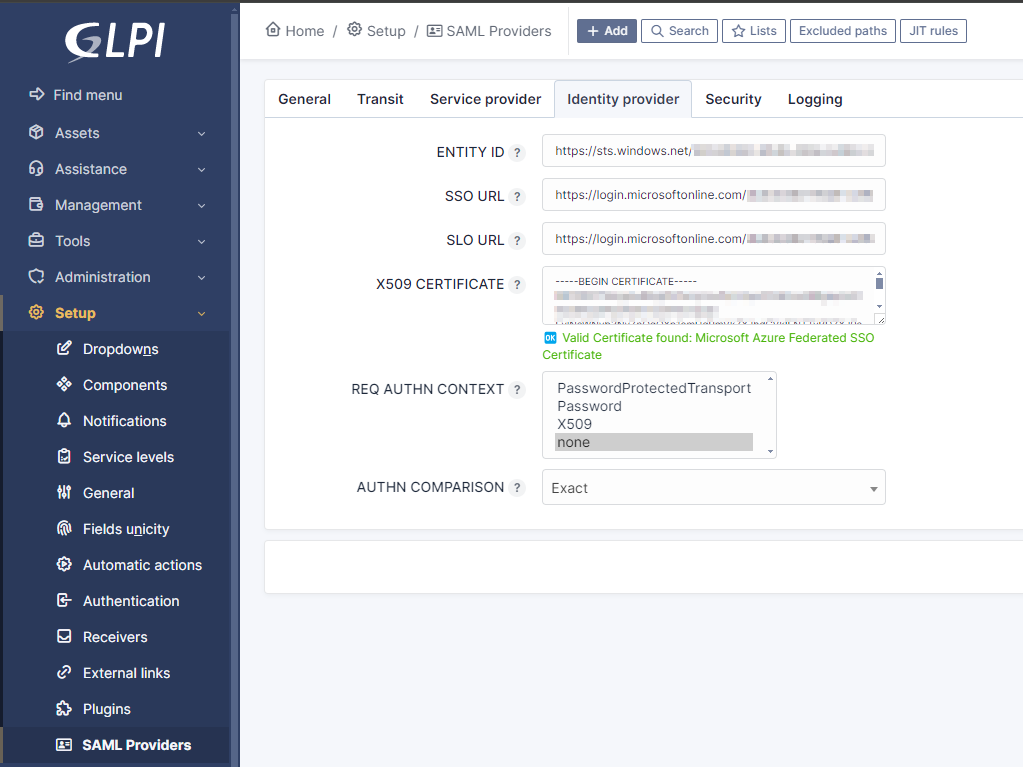 GLPI
Find menu
Assets
Assistance
Management
Tools
Administration
Setup
Dropdowns
Components
Notifications
Service levels
General
Fields unicity
Automatic actions
Authentication
Receivers
External links
Plugins
SAML Providers
Home / Setup / SAML Providers
+ Add Search Lists Excluded paths JIT rules
General Transit Service provider Identity provider Security Logging
ENTITY ID ? https://sts.windows.net/
SSO URL ? https://login.microsoftonline.com/
SLO URL ? https://login.microsoftonline.com/
X509 CERTIFICATE ? -----BEGIN CERTIFICATE-----
OK Valid Certificate found: Microsoft Azure Federated SSO
Certificate
REQ AUTHN CONTEXT ? PasswordProtectedTransport
Password
X509
none
AUTHN COMPARISON ? Exact